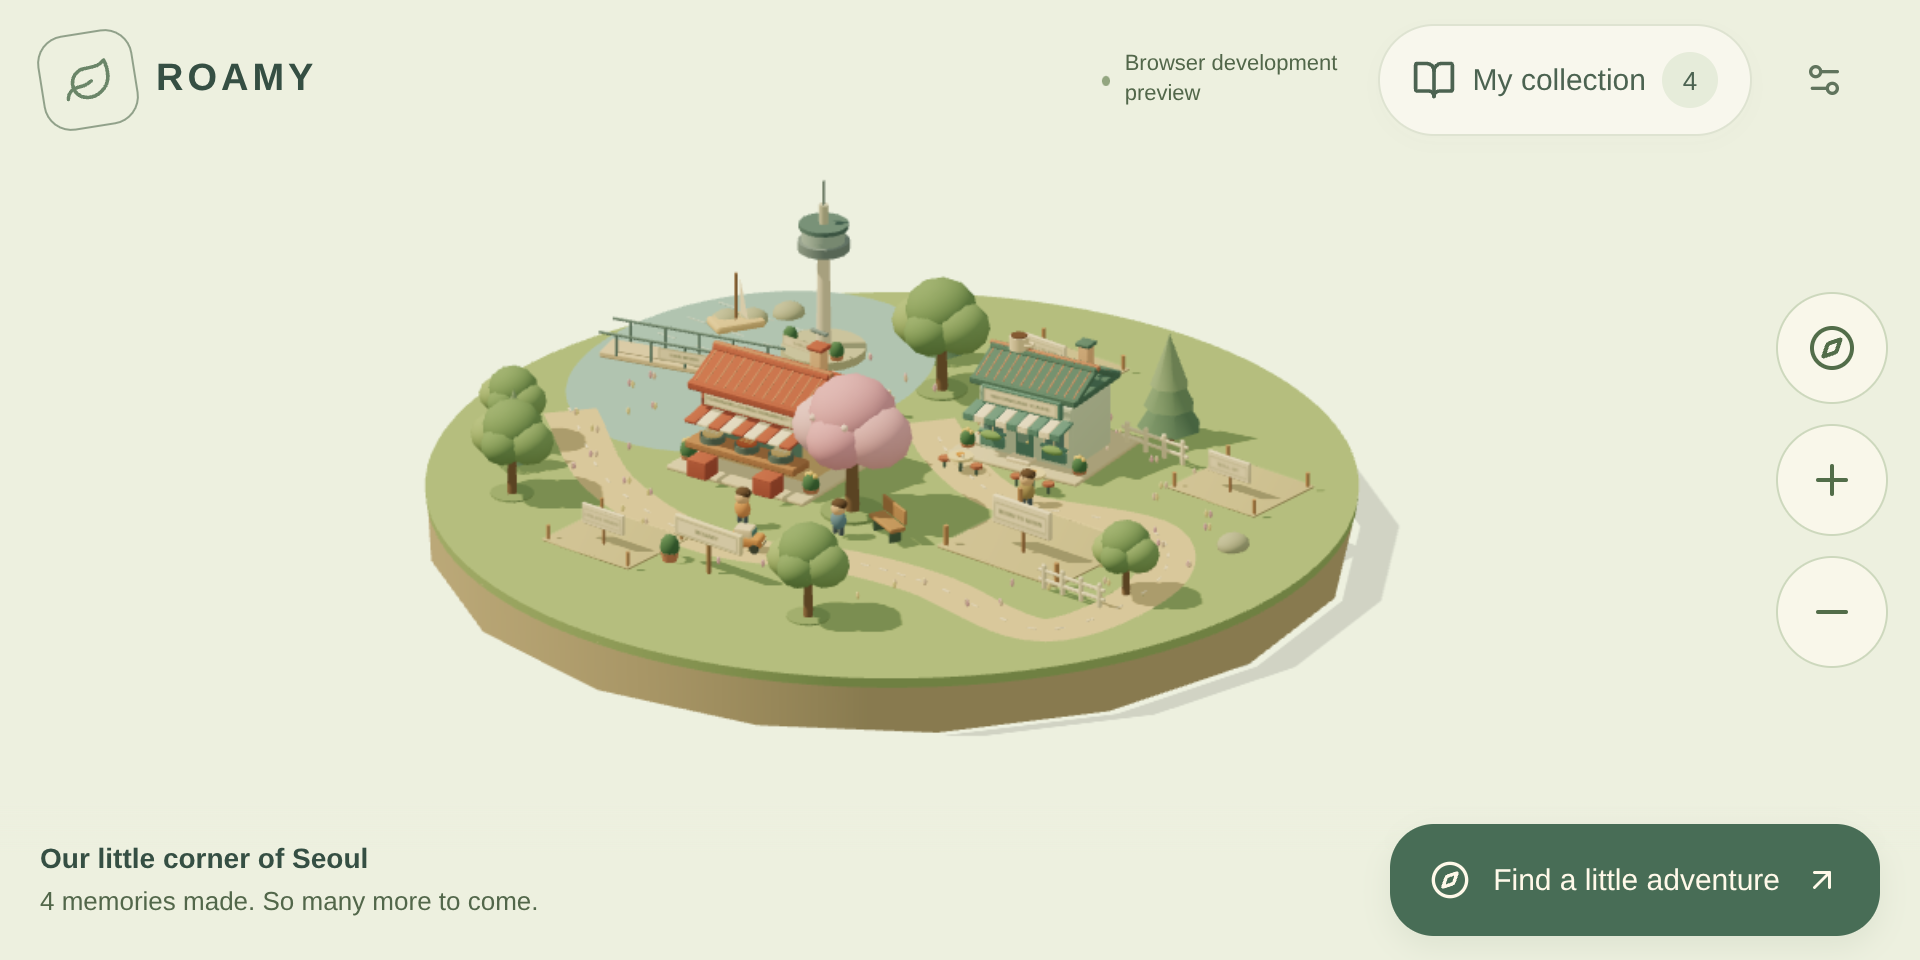 ROAMY
Browser development
preview
My collection 4
Our little corner of Seoul
4 memories made. So many more to come.
Find a little adventure